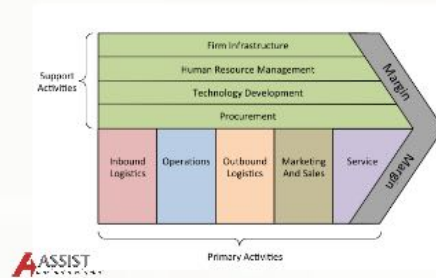 Firm Infrastructure
Support
Activities
Human Resource Management
Technology Development
Procurement
Margin
Inbound
Logistics
Operations
Outbound
Logistics
Marketing
And Sales
Service
Margin
Primary Activities
ASSIST